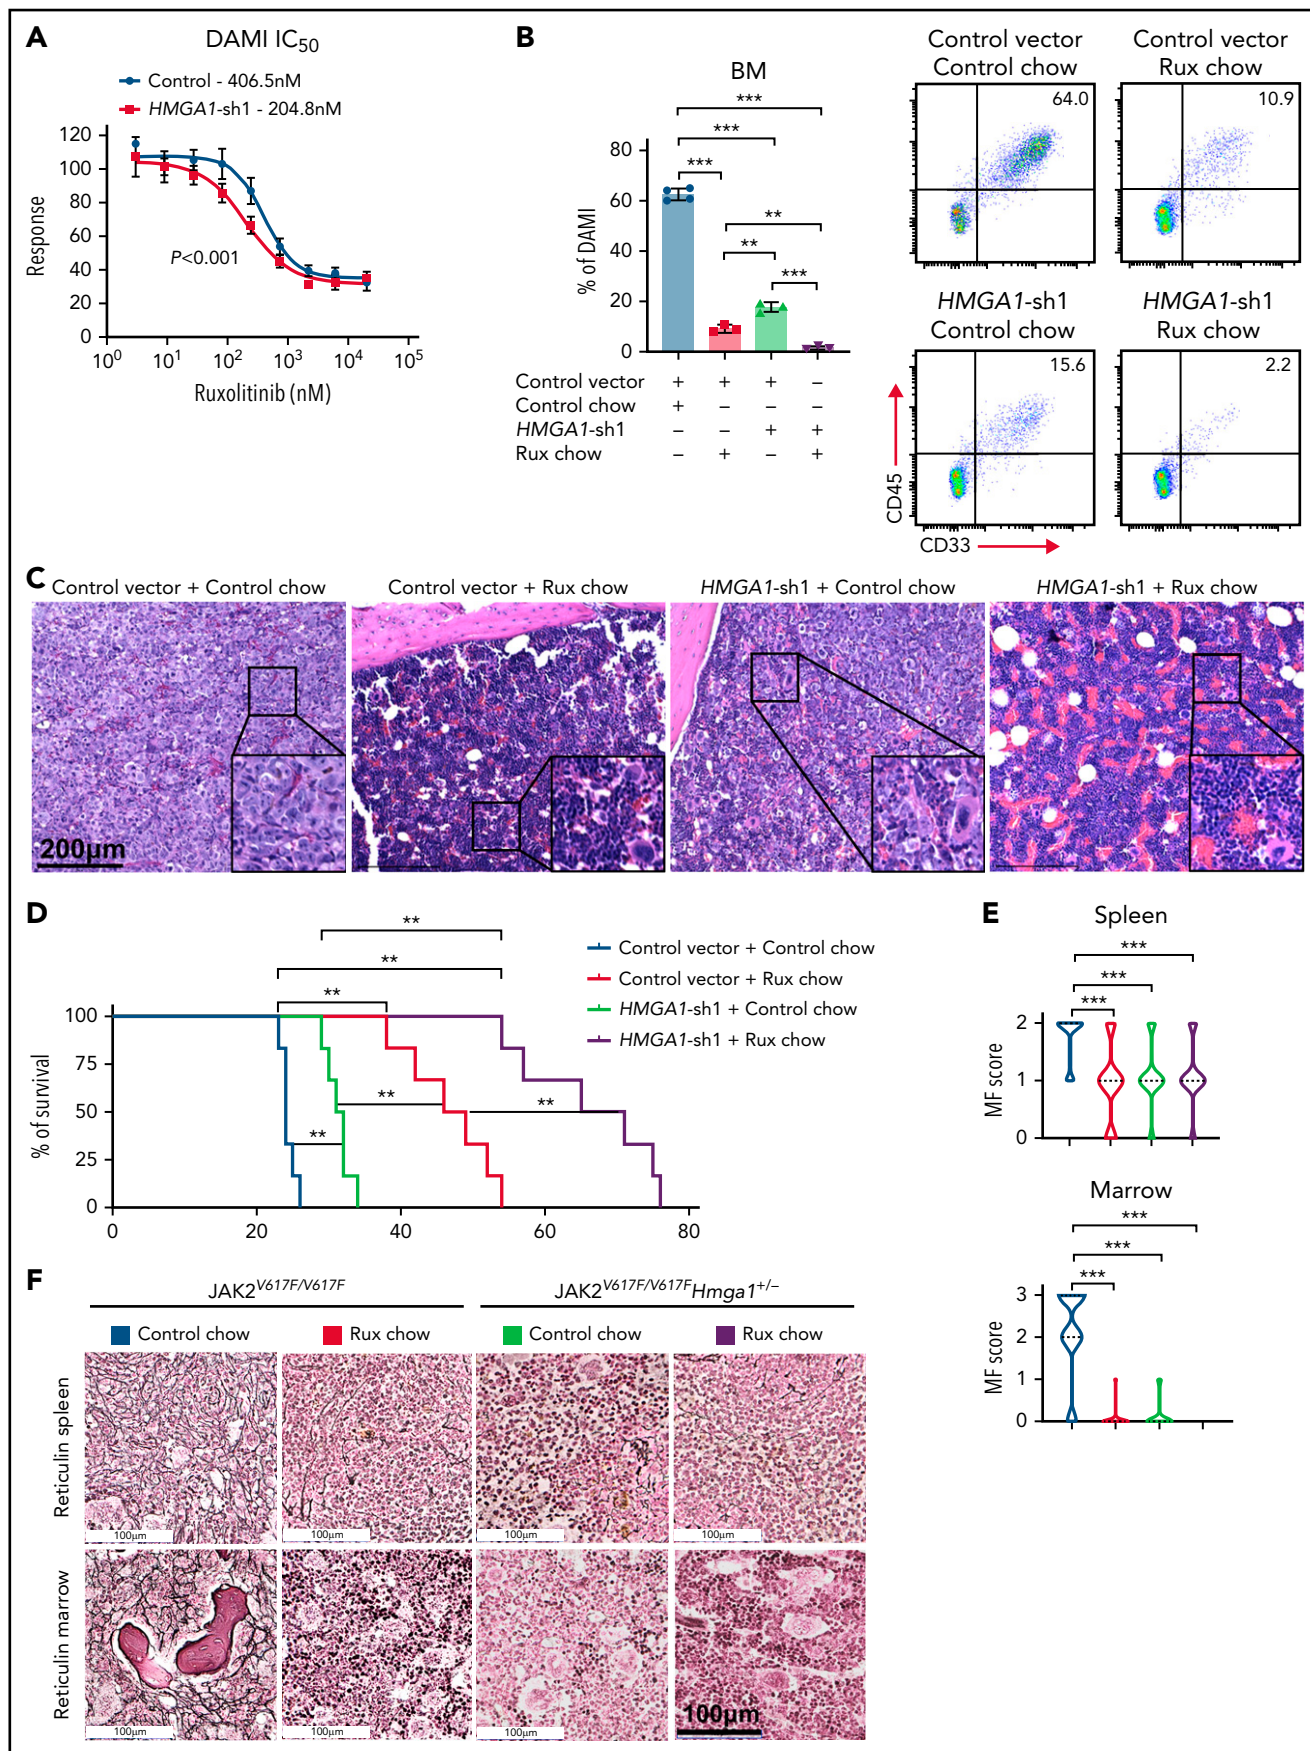 A
DAMI IC50
Control - 406.5nM
HMGA1-sh1 - 204.8nM
Response
120
100
80
60
40
20
0
P<0.001
10^0 10^1 10^2 10^3 10^4 10^5
Ruxolitinib (nM)
B
BM
% of DAMI
80
60
40
20
0
*** 
***
***
**
**
***
Control vector + + + –
Control chow + – – –
HMGA1-sh1 – – + +
Rux chow – + – +
Control vector
Control chow
64.0
Control vector
Rux chow
10.9
HMGA1-sh1
Control chow
15.6
HMGA1-sh1
Rux chow
2.2
CD45
CD33
C
Control vector + Control chow
Control vector + Rux chow
HMGA1-sh1 + Control chow
HMGA1-sh1 + Rux chow
200µm
D
**
**
**
**
**
**
Control vector + Control chow
Control vector + Rux chow
HMGA1-sh1 + Control chow
HMGA1-sh1 + Rux chow
% of survival
100
75
50
25
0
0 20 40 60 80
E
Spleen
***
***
***
MF score
2
1
0
Marrow
***
***
***
MF score
3
2
1
0
F
JAK2V617F/V617F
JAK2V617F/V617FHmga1+/–
Control chow
Rux chow
Control chow
Rux chow
Reticulin spleen
100µm
100µm
100µm
100µm
Reticulin marrow
100µm
100µm
100µm
100µm